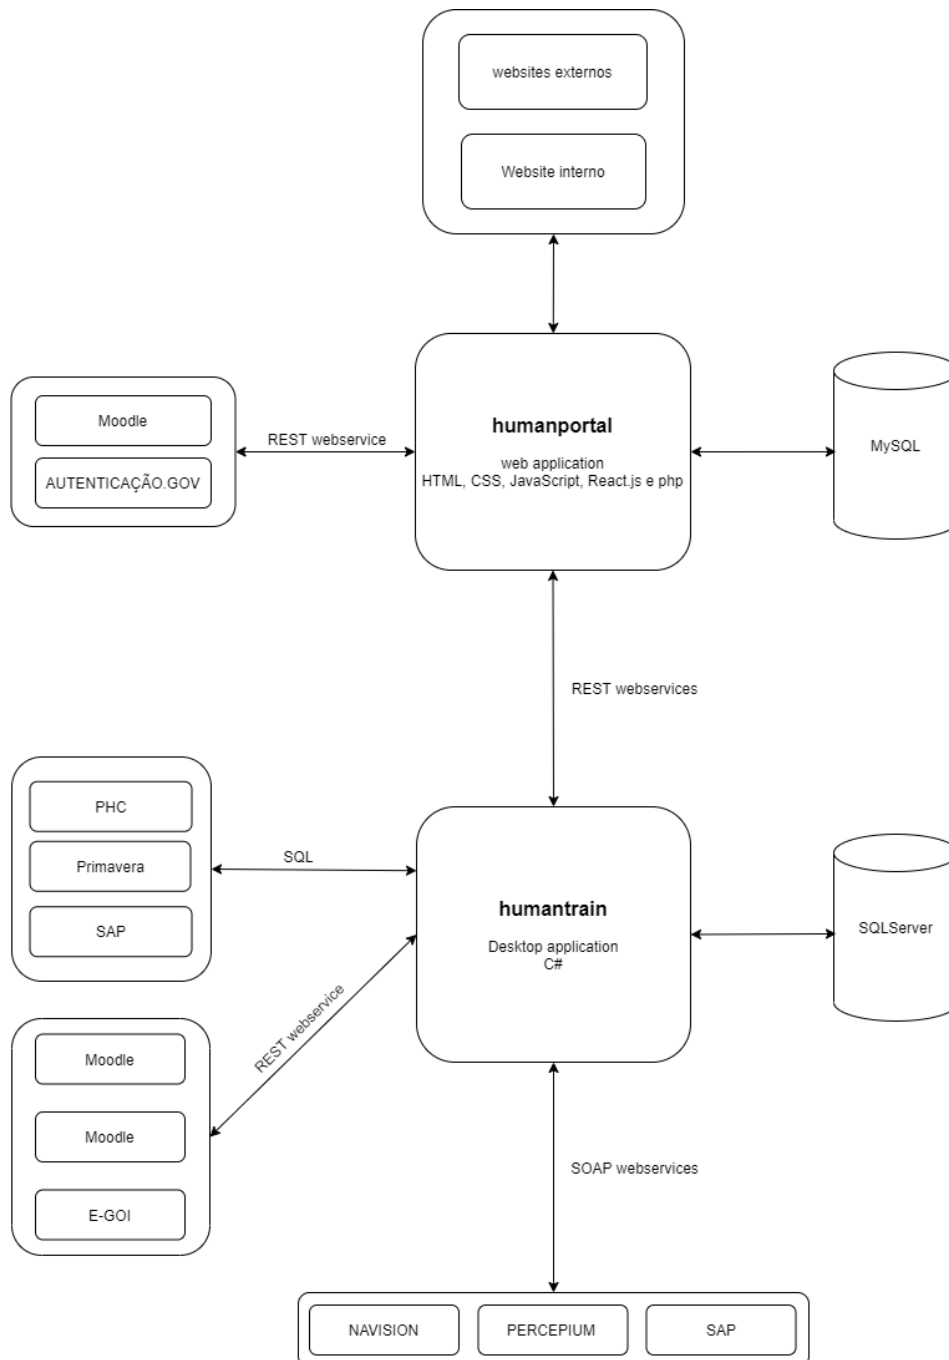 websites externos
Website interno
Moodle
AUTENTICAÇÃO.GOV
REST webservice
humanportal
web application
HTML, CSS, JavaScript, React.js e php
MySQL
REST webservices
PHC
Primavera
SAP
SQL
humantrain
Desktop application
C#
SQLServer
REST webservice
Moodle
Moodle
E-GOI
SOAP webservices
NAVISION
PERCEPIUM
SAP